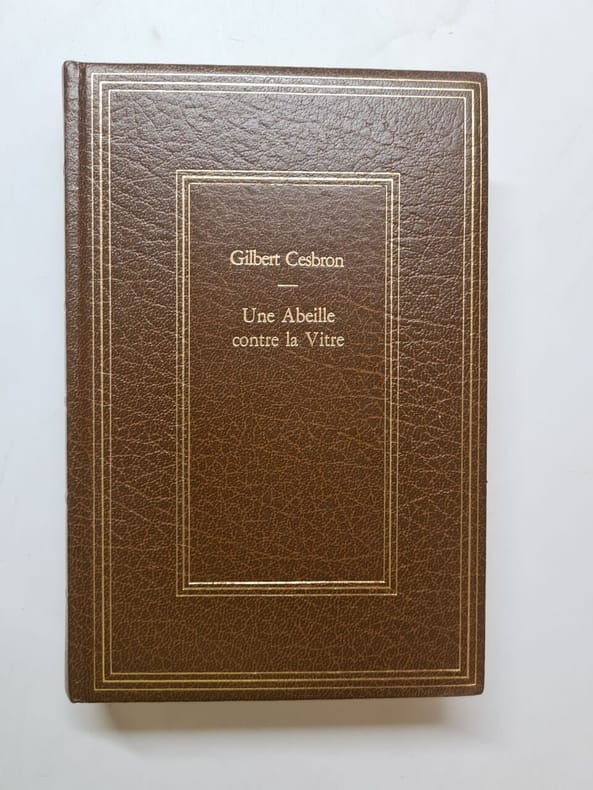 Gilbert Cesbron
Une Abeille
contre la Vitre